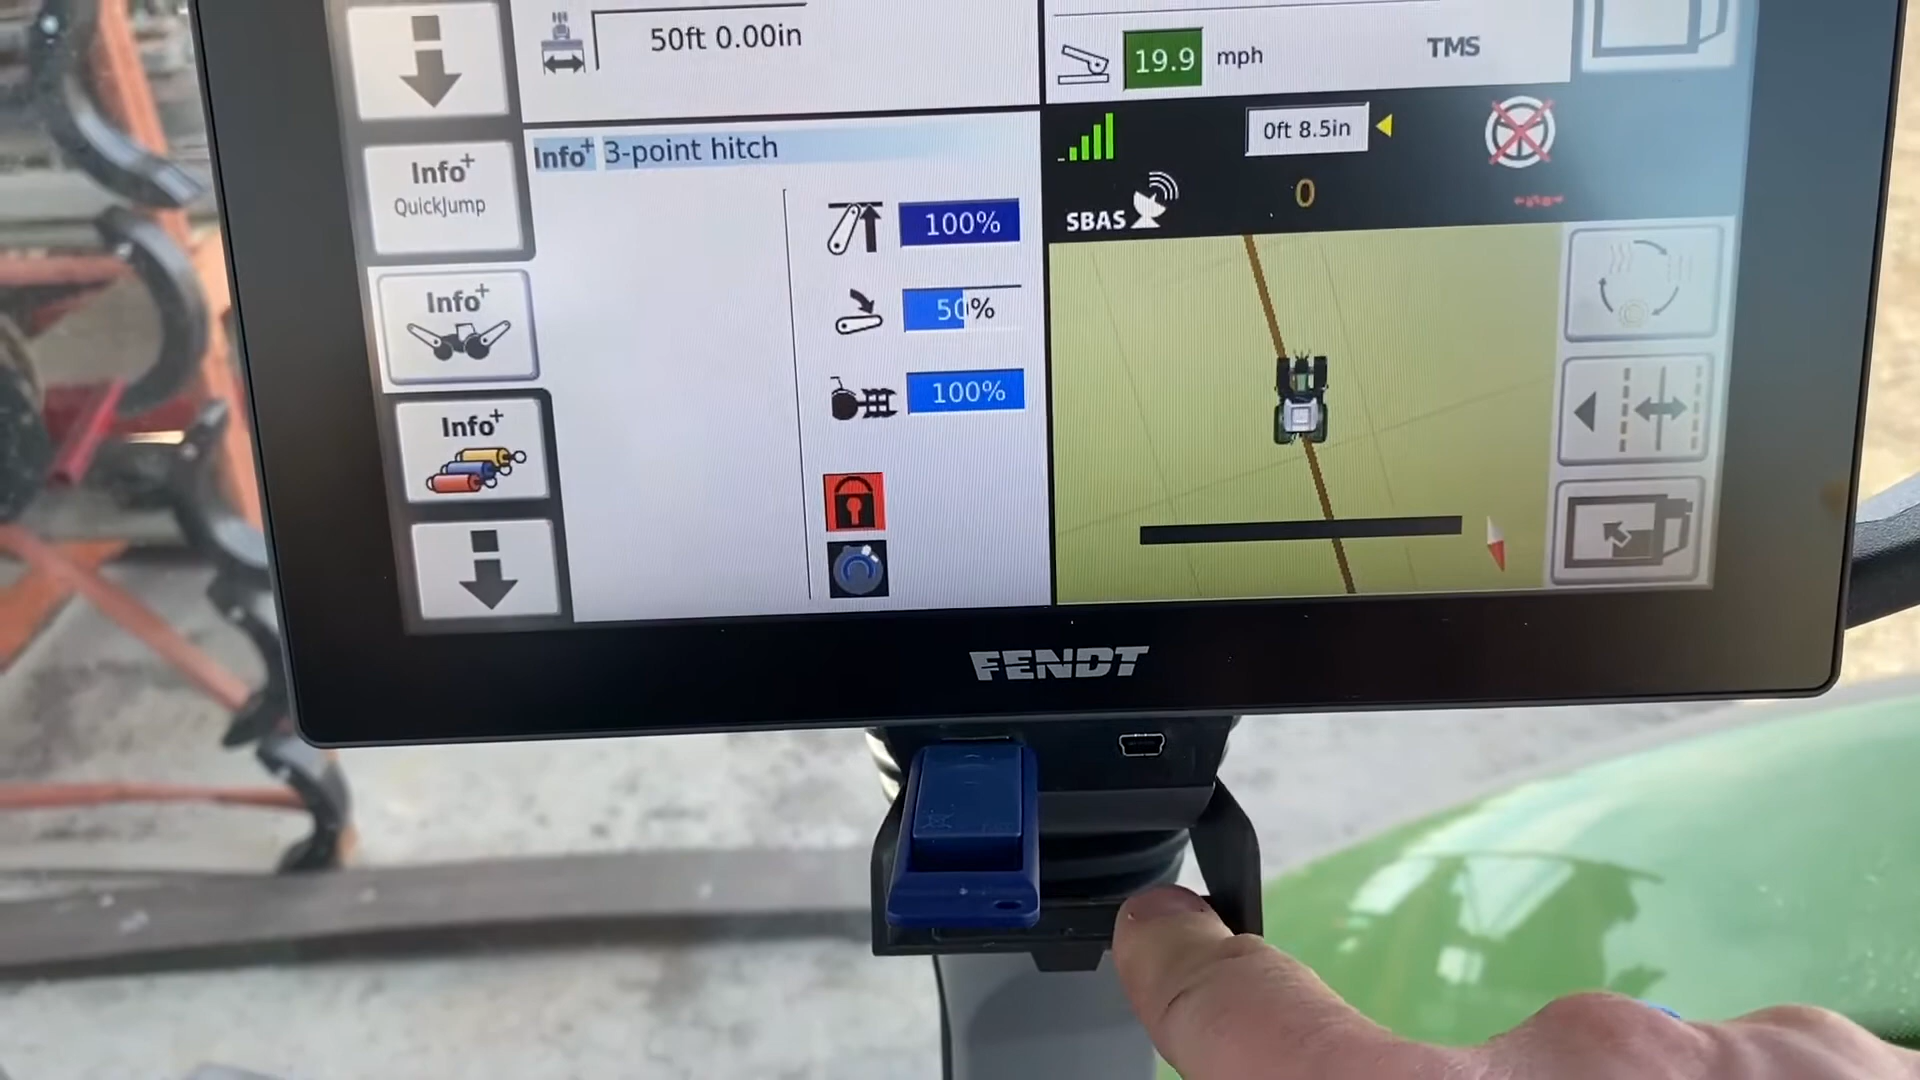 50ft 0.00in
19.9 mph
TMS
Info+
QuickJump
Info+ 3-point hitch
0ft 8.5in
SBAS
0
100%
Info+
50%
100%
Info+
FENDT